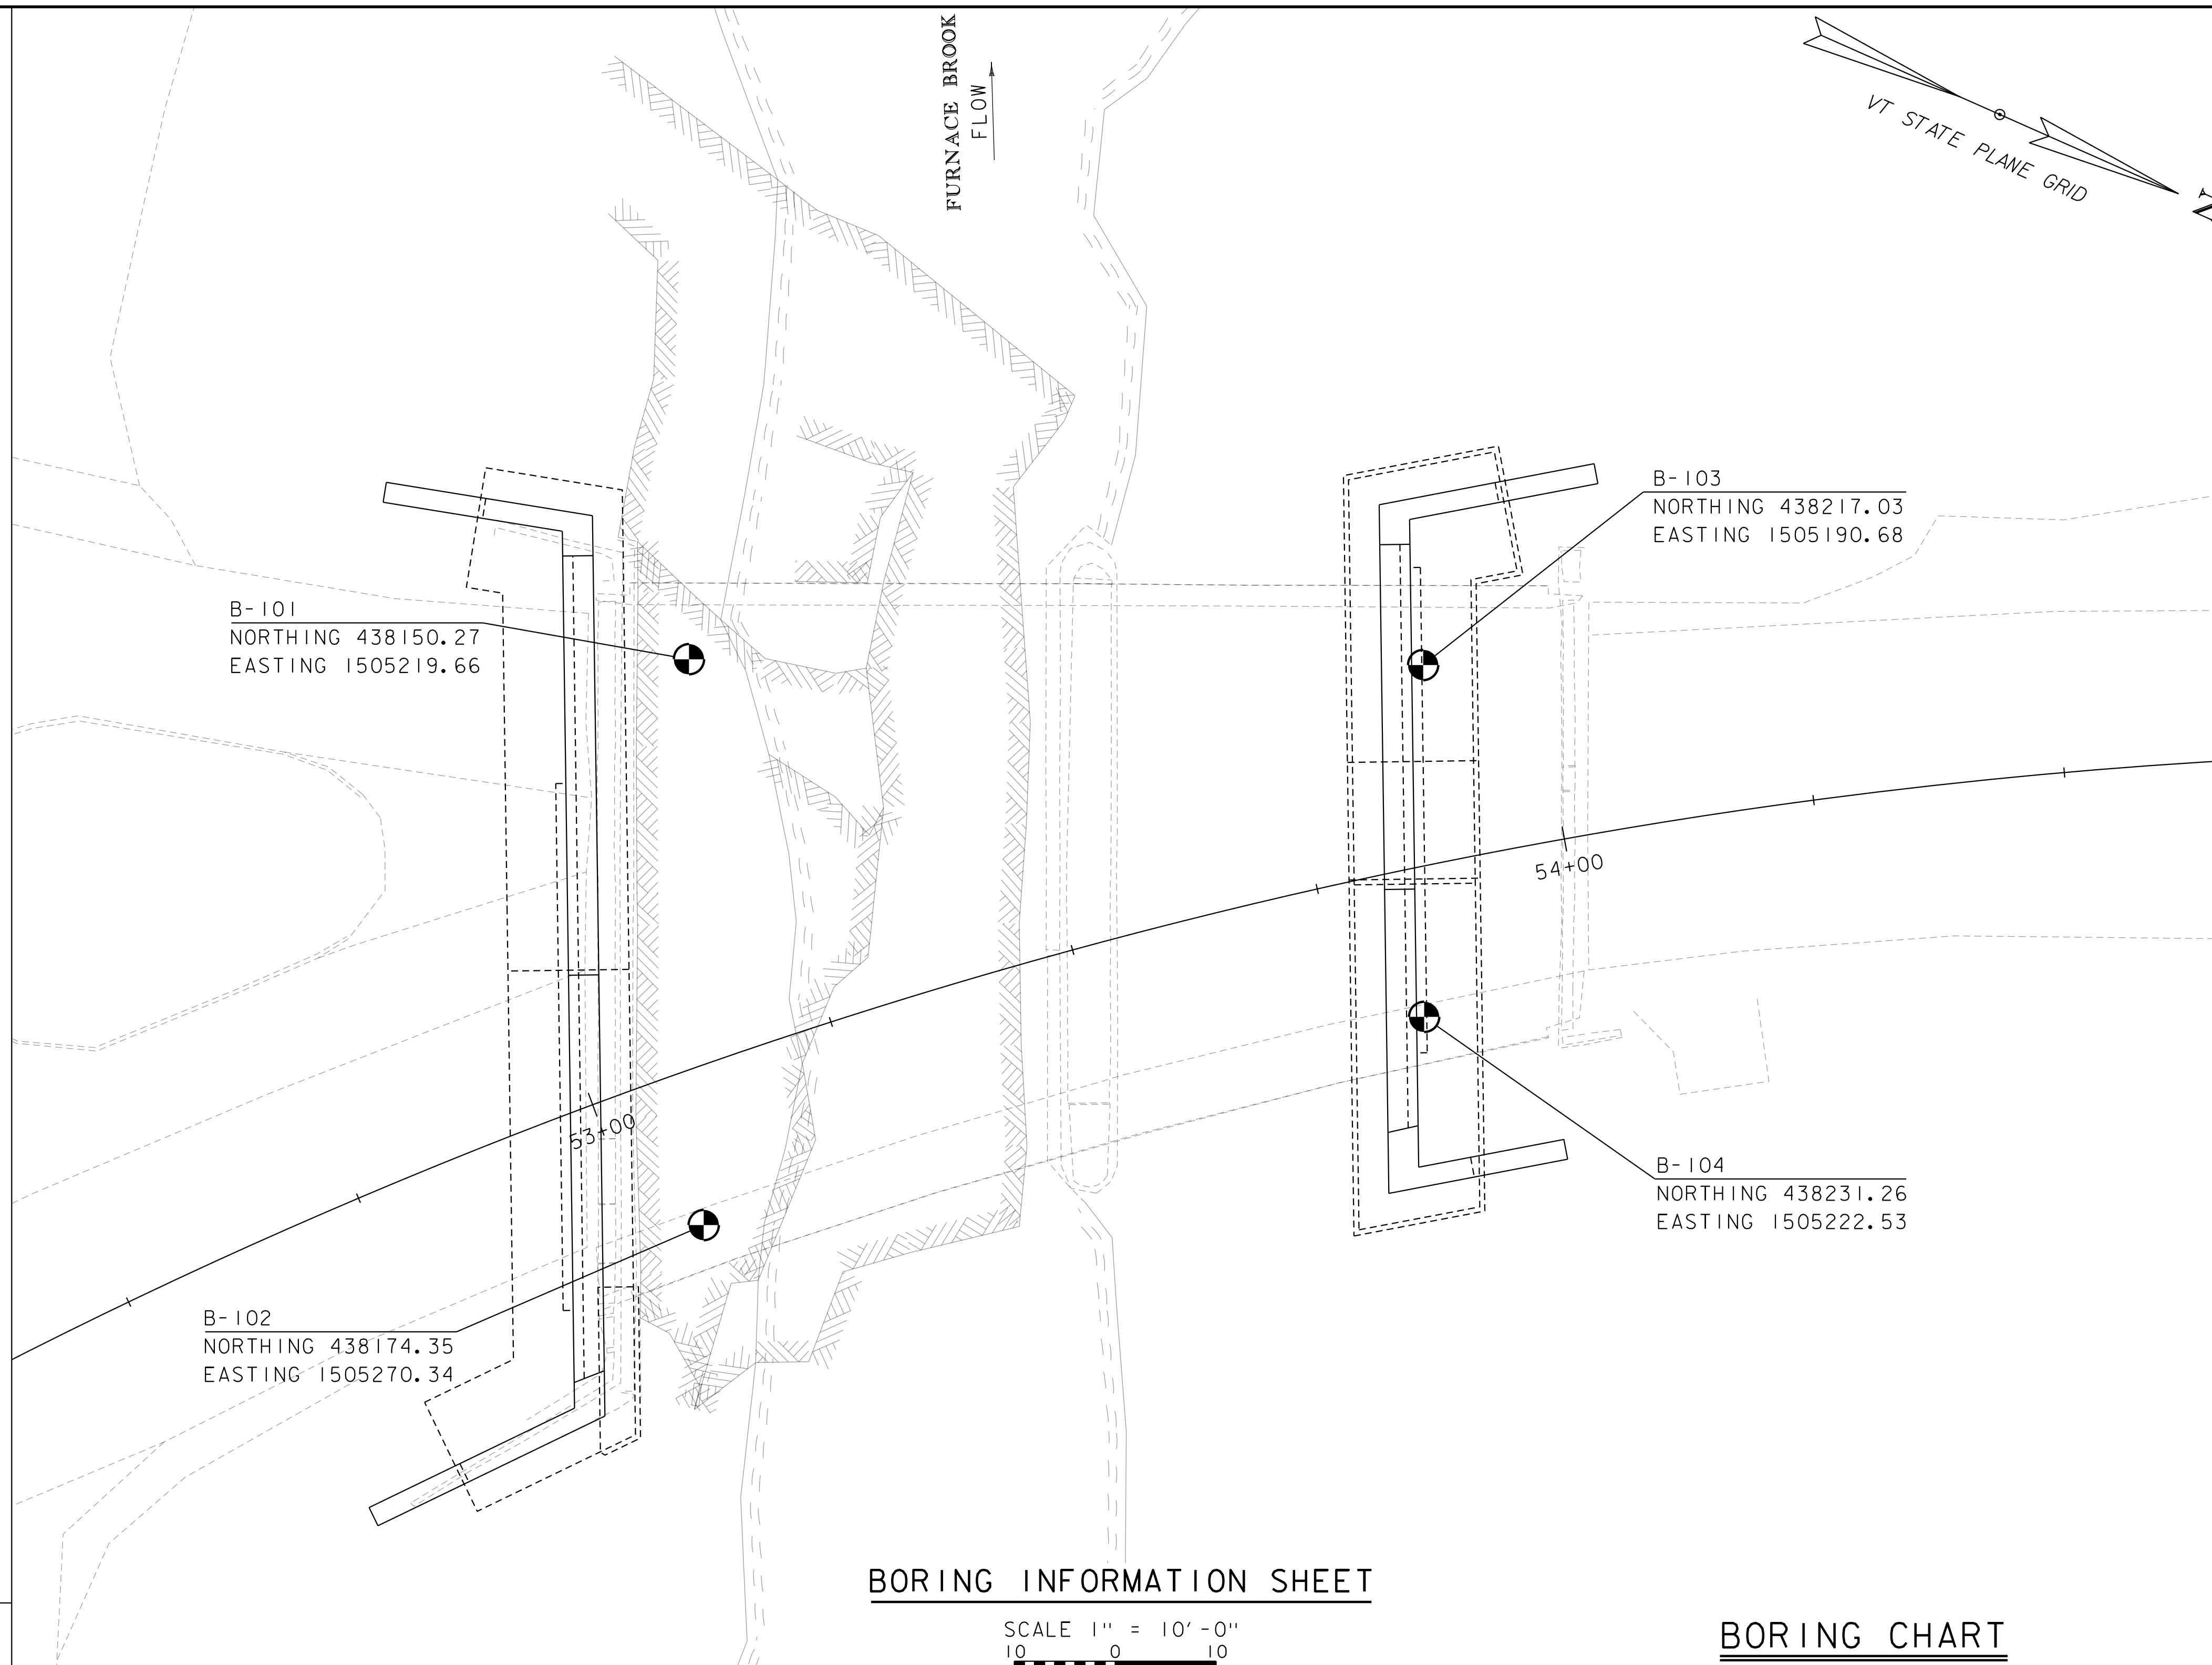 FURNACE BROOK
FLOW
VT STATE PLANE GRID
B-103
NORTHING 438217.03
EASTING 1505190.68
B-101
NORTHING 438150.27
EASTING 1505219.66
54+00
53+00
B-104
NORTHING 438231.26
EASTING 1505222.53
B-102
NORTHING 438174.35
EASTING 1505270.34
BORING INFORMATION SHEET
SCALE 1" = 10'-0"
10 0 10
BORING CHART